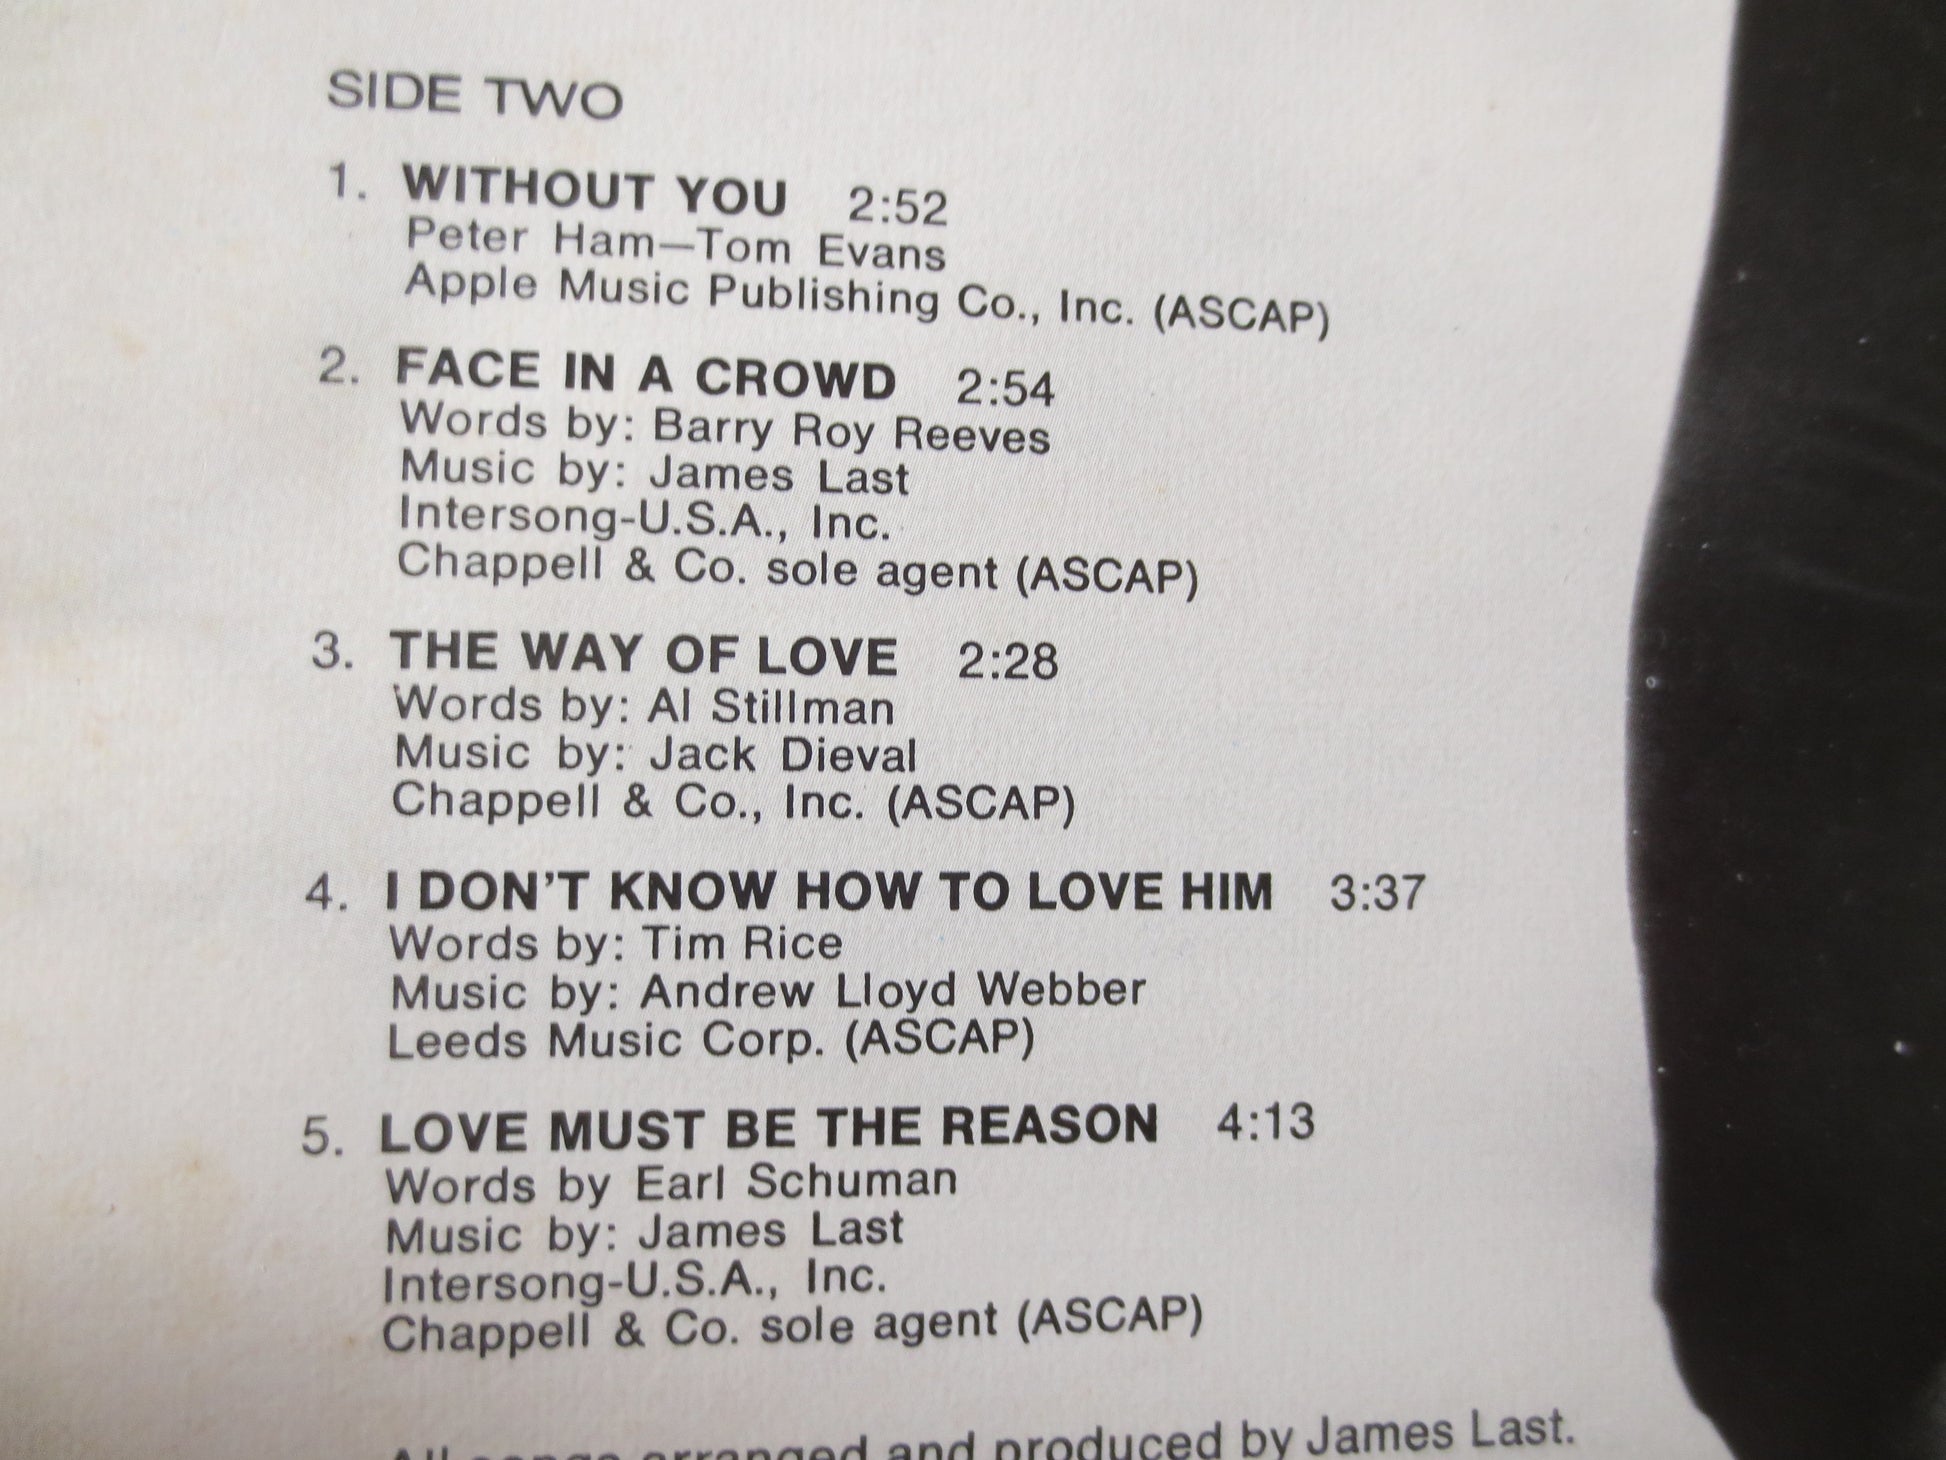 SIDE TWO
1. WITHOUT YOU 2:52
Peter Ham—Tom Evans
Apple Music Publishing Co., Inc. (ASCAP)
2. FACE IN A CROWD 2:54
Words by: Barry Roy Reeves
Music by: James Last
Intersong-U.S.A., Inc.
Chappell & Co. sole agent (ASCAP)
3. THE WAY OF LOVE 2:28
Words by: Al Stillman
Music by: Jack Dieval
Chappell & Co., Inc. (ASCAP)
4. I DON'T KNOW HOW TO LOVE HIM 3:37
Words by: Tim Rice
Music by: Andrew Lloyd Webber
Leeds Music Corp. (ASCAP)
5. LOVE MUST BE THE REASON 4:13
Words by Earl Schuman
Music by: James Last
Intersong-U.S.A., Inc.
Chappell & Co. sole agent (ASCAP)
All songs arranged and produced by James Last.